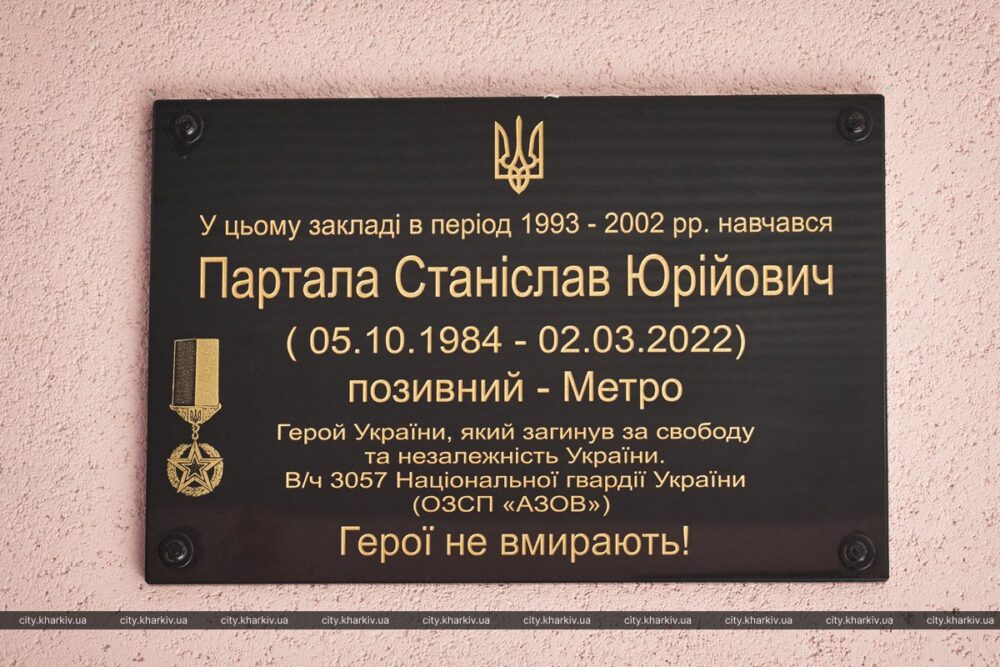 У цьому закладі в період 1993 - 2002 рр. навчався
Партала Станіслав Юрійович
( 05.10.1984 - 02.03.2022)
позивний - Метро
Герой України, який загинув за свободу
та незалежність України.
В/ч 3057 Національної гвардії України
(ОЗСП «АЗОВ»)
Герої не вмирають!
city.kharkiv.ua city.kharkiv.ua city.kharkiv.ua city.kharkiv.ua city.kharkiv.ua city.kharkiv.ua city.kharkiv.ua city.kharkiv.ua city.kharkiv.ua city.kharkiv.ua